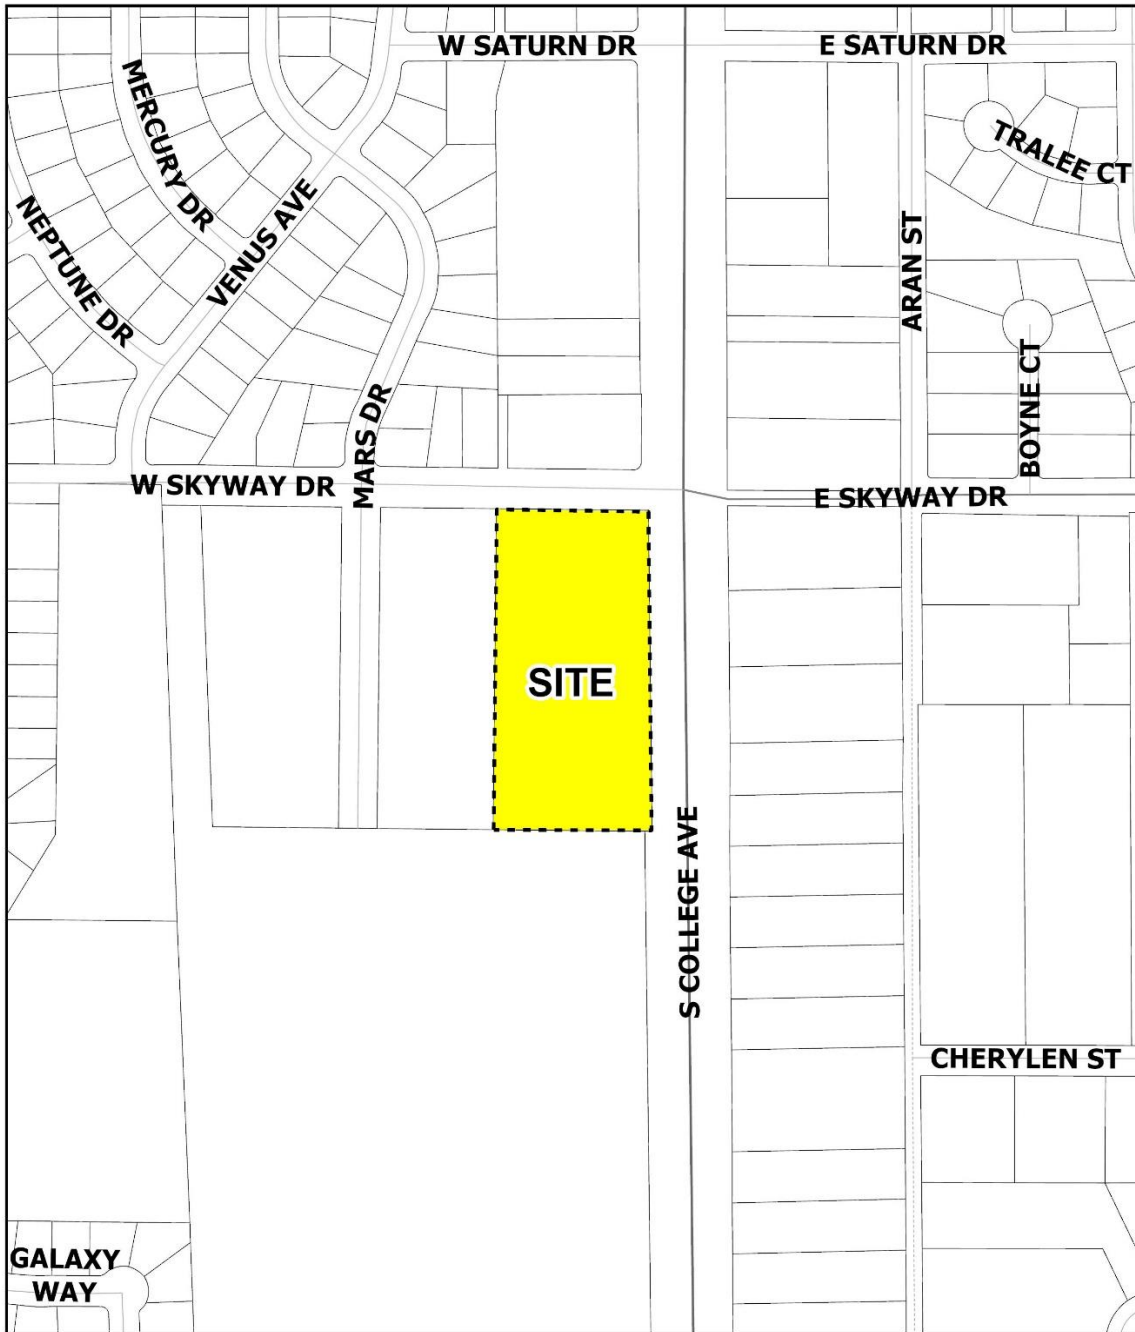 W SATURN DR
E SATURN DR
MERCURY DR
TRALEE CT
NEPTUNE DR
VENUS AVE
ARAN ST
BOYNE CT
MARS DR
W SKYWAY DR
E SKYWAY DR
SITE
S COLLEGE AVE
CHERYLEN ST
GALAXY
WAY